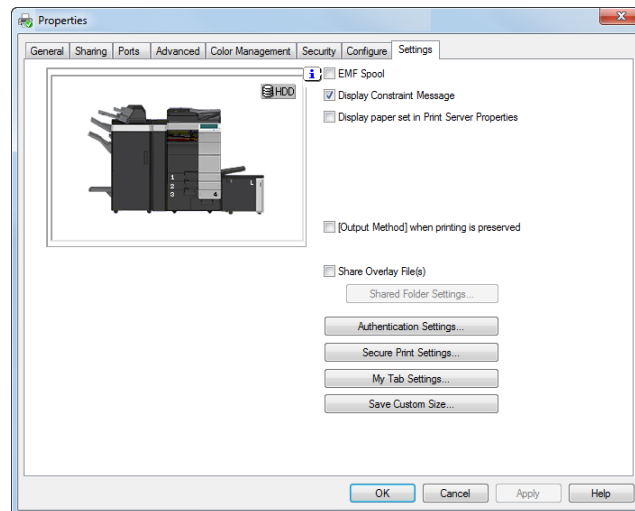 Properties
General Sharing Ports Advanced Color Management Security Configure Settings
HDD
1
2
3
4
L
i
EMF Spool
Display Constraint Message
Display paper set in Print Server Properties
[Output Method] when printing is preserved
Share Overlay File(s)
Shared Folder Settings...
Authentication Settings...
Secure Print Settings...
My Tab Settings...
Save Custom Size...
OK Cancel Apply Help